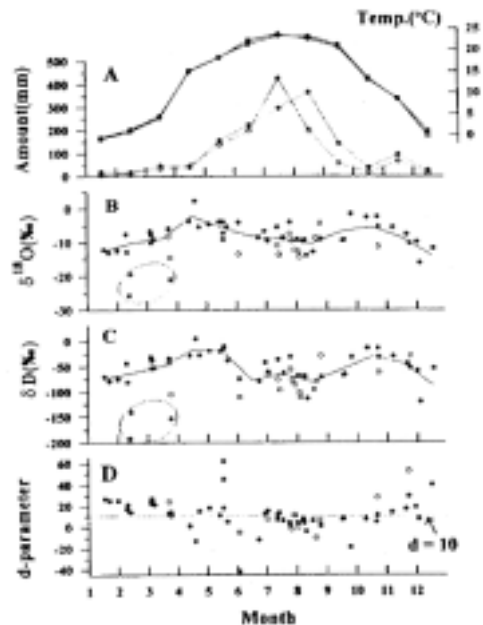 Temp.(°C)
A
Amount(mm)
500
400
300
200
100
0
25
20
15
10
5
0
B
δ¹⁸O(‰)
0
-10
-20
-30
C
δD(‰)
0
-50
-100
-150
-200
D
d-parameter
60
40
20
0
-20
-40
d = 10
1 2 3 4 5 6 7 8 9 10 11 12
Month